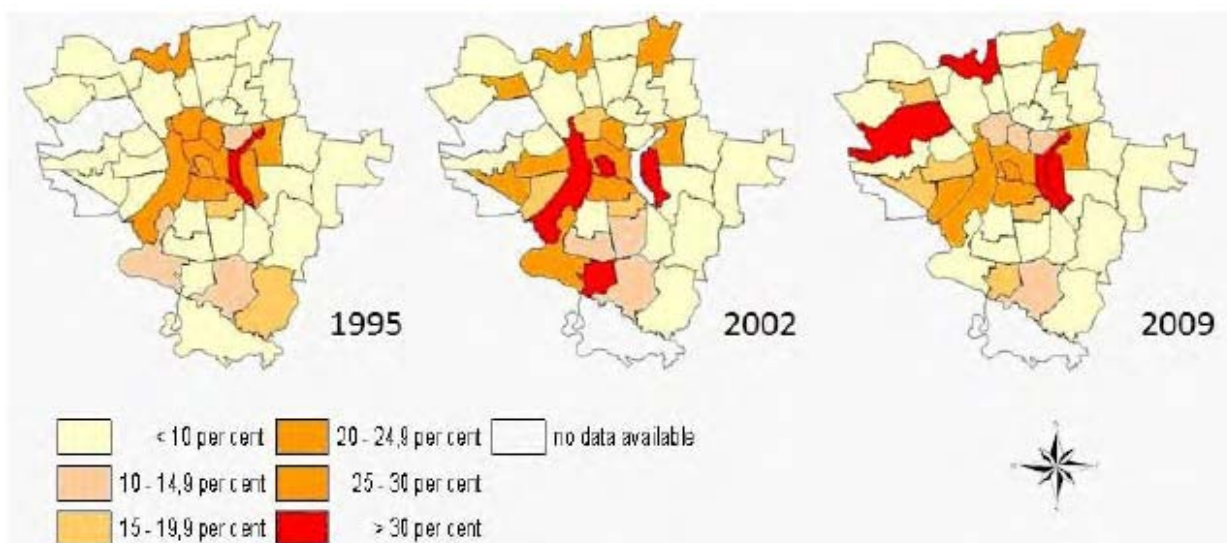 1995
2002
2009
< 10 per cent
20 - 24,9 per cent
no data available
10 - 14,9 per cent
25 - 30 per cent
15 - 19,9 per cent
> 30 per cent